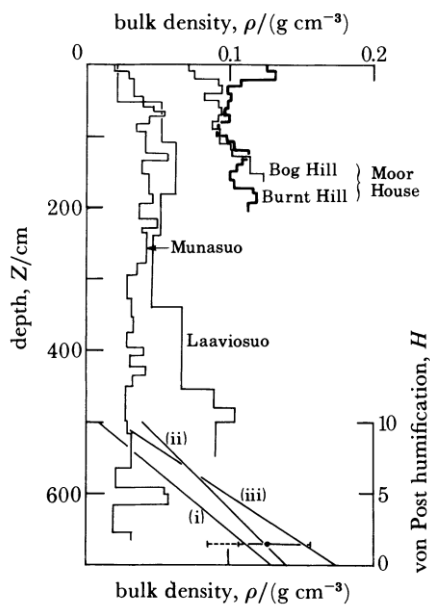 bulk density, ρ/(g cm⁻³)
0 0.1 0.2
0
200
400
600
depth, Z/cm
Bog Hill
Burnt Hill
} Moor
} House
Munasuo
Laaviosuo
(ii)
(iii)
(i)
10
5
0
von Post humification, H
bulk density, ρ/(g cm⁻³)